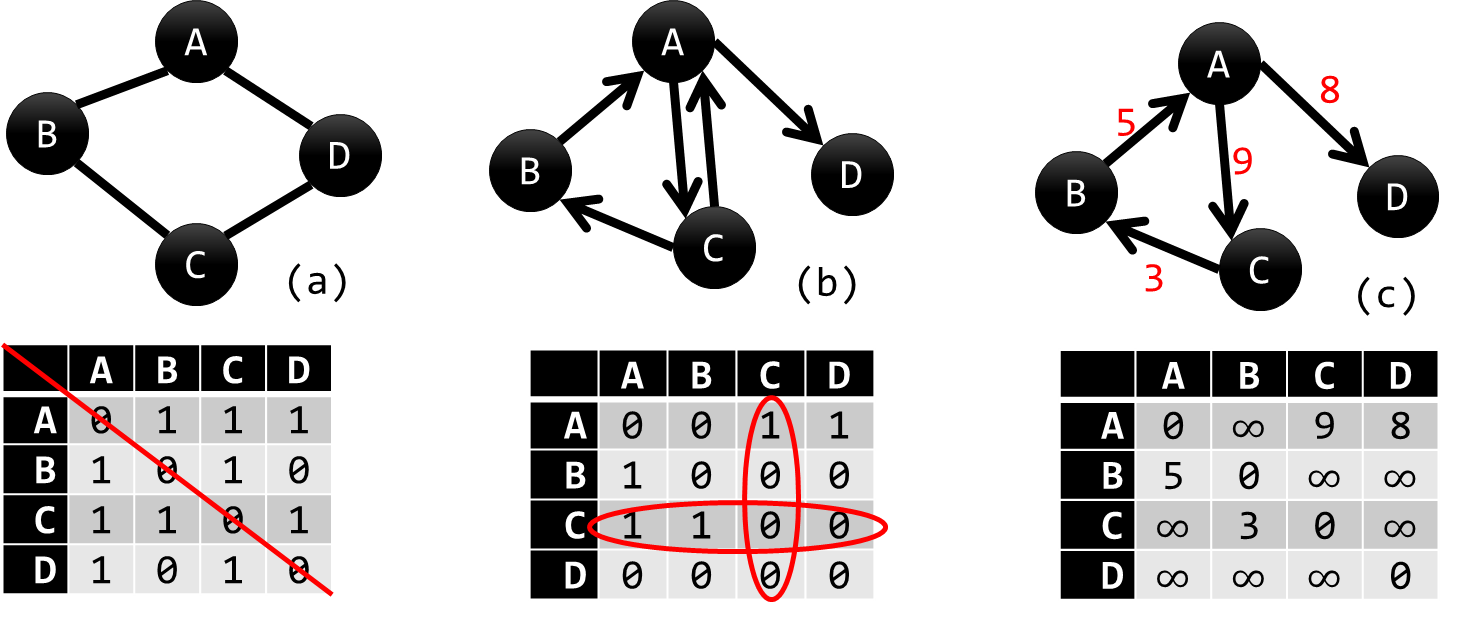 A
B
D
C
(a)
A
B
D
C
(b)
A
5
8
9
B
D
C
3
(c)
A B C D
A 0 1 1 1
B 1 0 1 0
C 1 1 0 1
D 1 0 1 0
A B C D
A 0 0 1 1
B 1 0 0 0
C 1 1 0 0
D 0 0 0 0
A B C D
A 0 ∞ 9 8
B 5 0 ∞ ∞
C ∞ 3 0 ∞
D ∞ ∞ ∞ 0